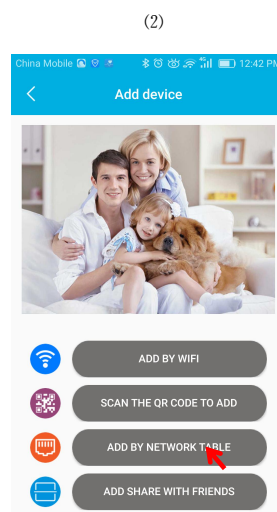 (2)
China Mobile 4G 12:42 PM
Add device
ADD BY WIFI
SCAN THE QR CODE TO ADD
ADD BY NETWORK TABLE
ADD SHARE WITH FRIENDS